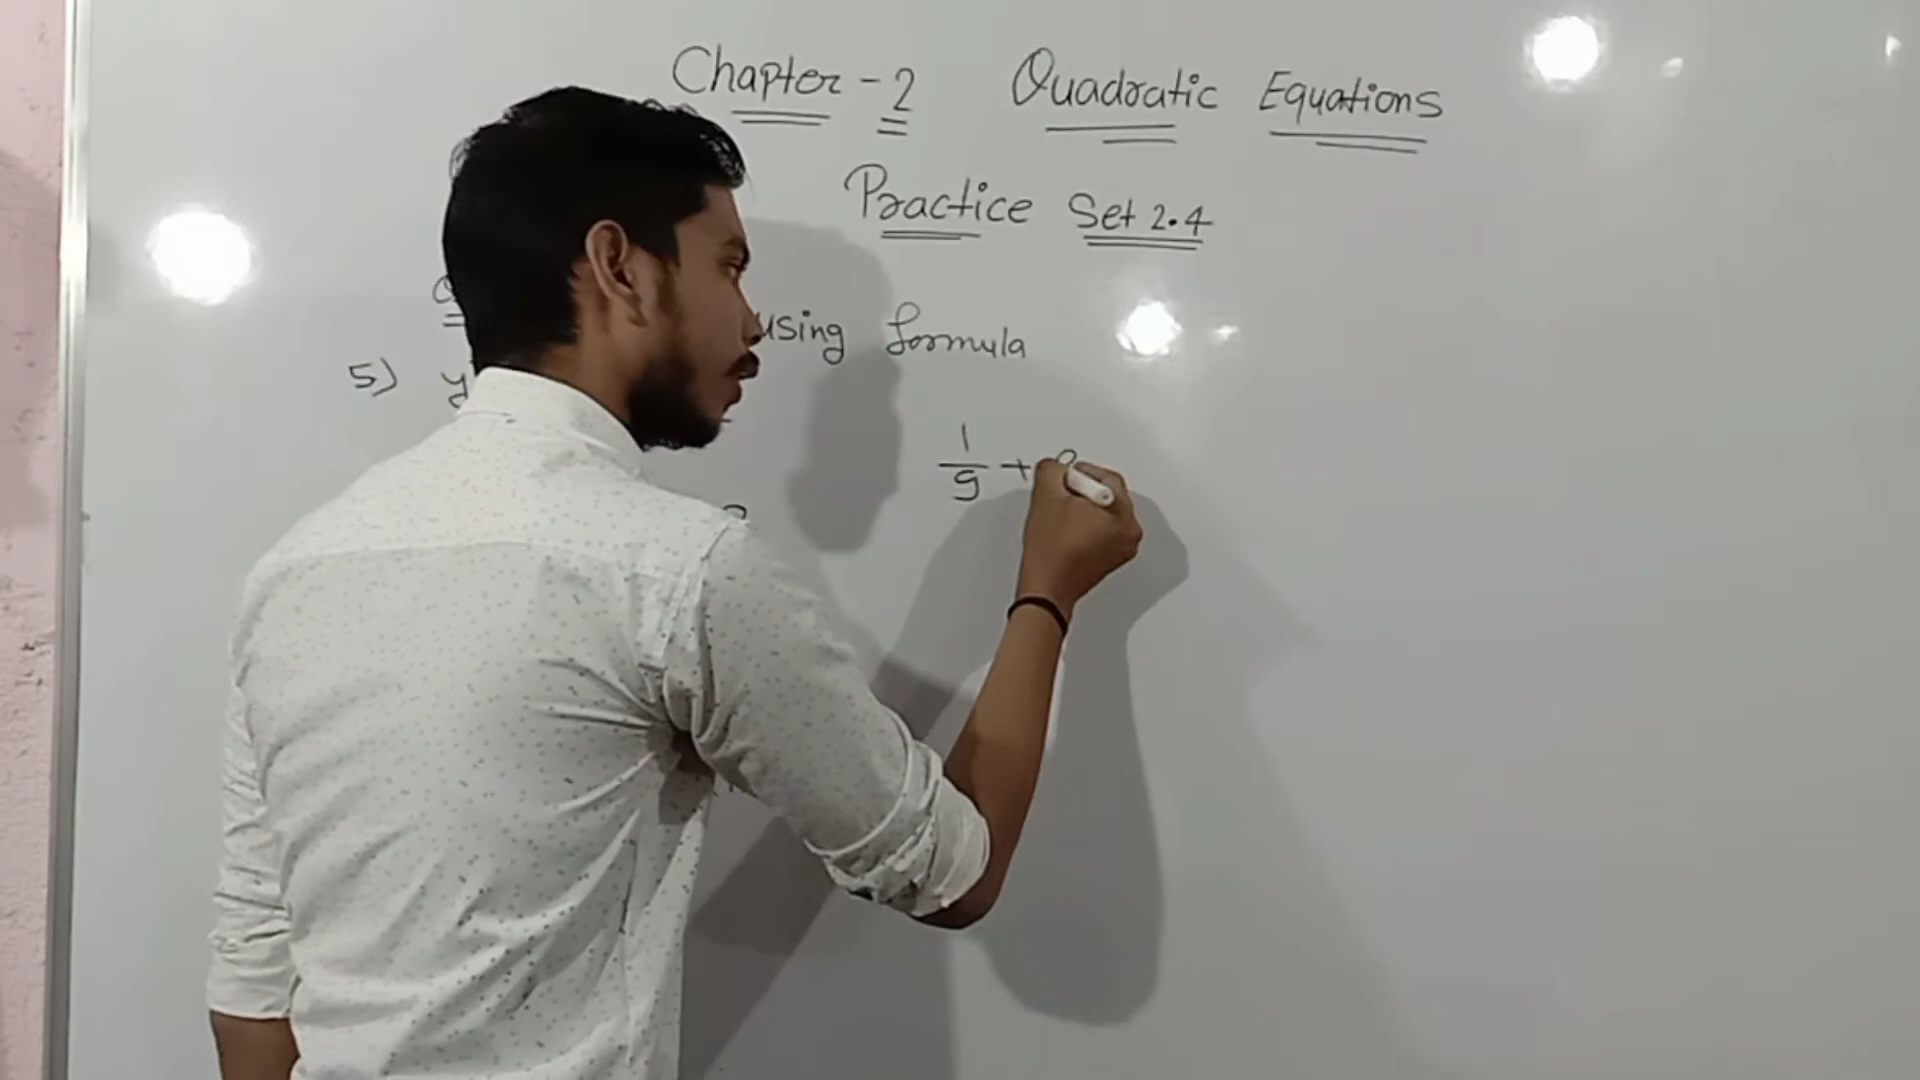 Chapter - 2 Quadratic Equations
Practice Set 2.4
using formula
5) y
1/9 +